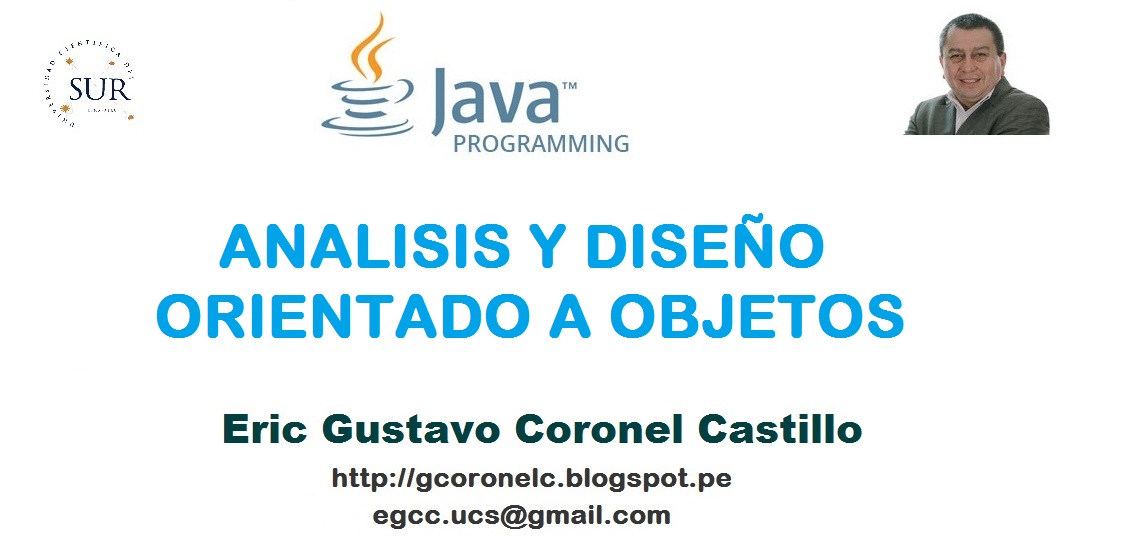 UNIVERSIDAD CIENTIFICA DEL
SUR
Java™
PROGRAMMING
ANALISIS Y DISEÑO
ORIENTADO A OBJETOS
Eric Gustavo Coronel Castillo
http://gcoronelc.blogspot.pe
egcc.ucs@gmail.com